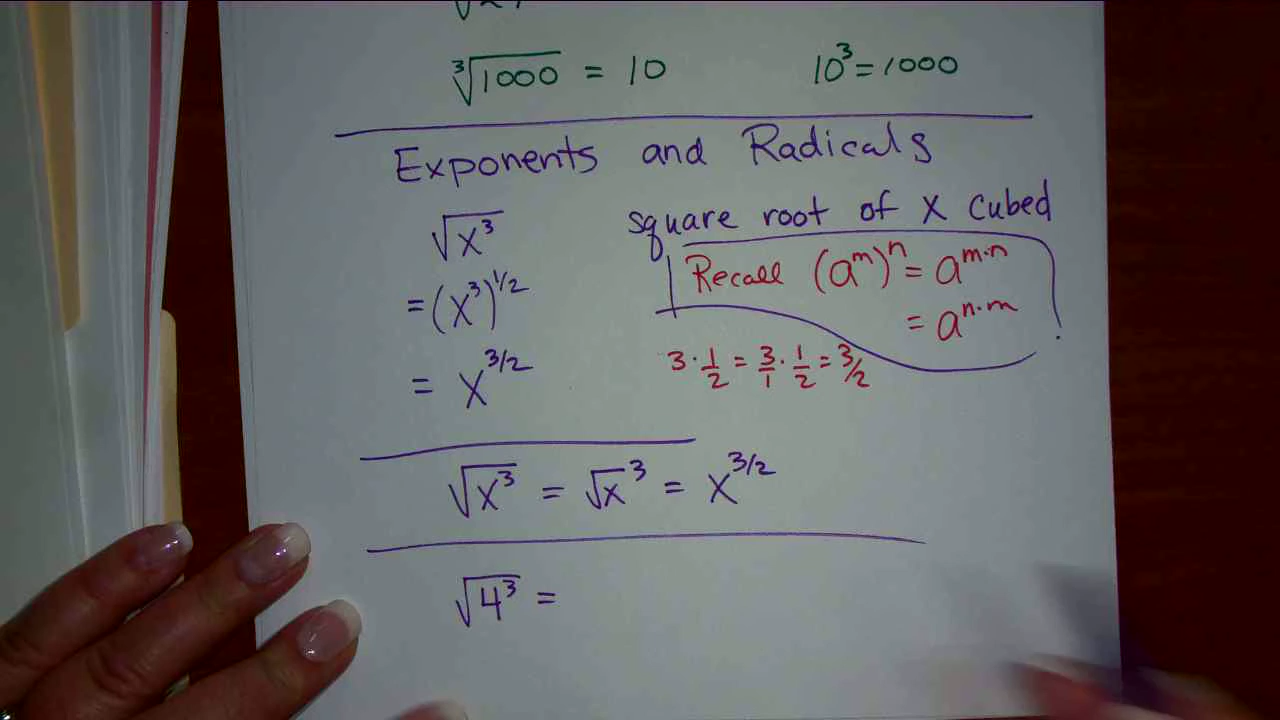 ∛1000 = 10 10³ = 1000
Exponents and Radicals
√x³ square root of x cubed
= (x³)^1/2 Recall (a^m)^n = a^m·n
= a^n·m
= x^3/2 3 · 1/2 = 3/1 · 1/2 = 3/2
√x³ = √x ³ = x^3/2
√4³ =